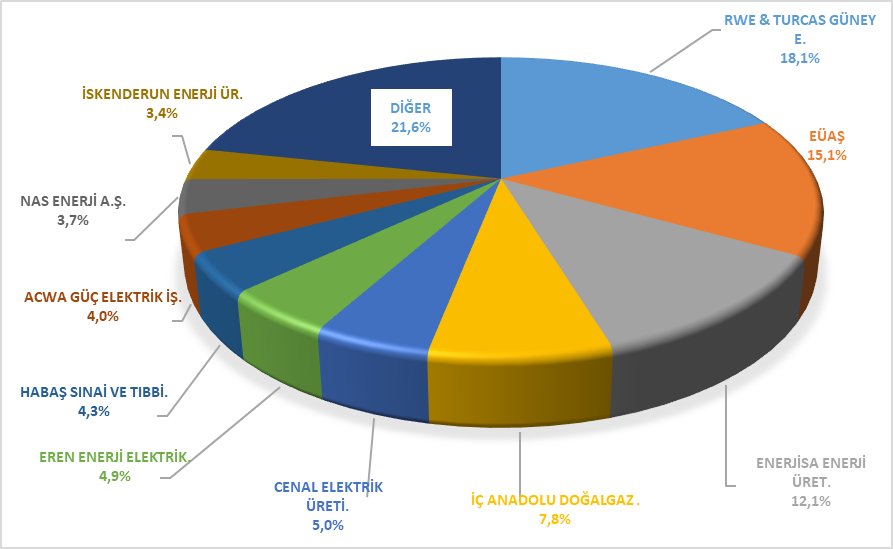 RWE & TURCAS GÜNEY
E.
18,1%
EÜAŞ
15,1%
ENERJİSA ENERJİ
ÜRET.
12,1%
İÇ ANADOLU DOĞALGAZ .
7,8%
CENAL ELEKTRİK
ÜRETİ.
5,0%
EREN ENERJİ ELEKTRİK.
4,9%
HABAŞ SINAİ VE TIBBİ.
4,3%
ACWA GÜÇ ELEKTRİK İŞ.
4,0%
NAS ENERJİ A.Ş.
3,7%
İSKENDERUN ENERJİ ÜR.
3,4%
DİĞER
21,6%